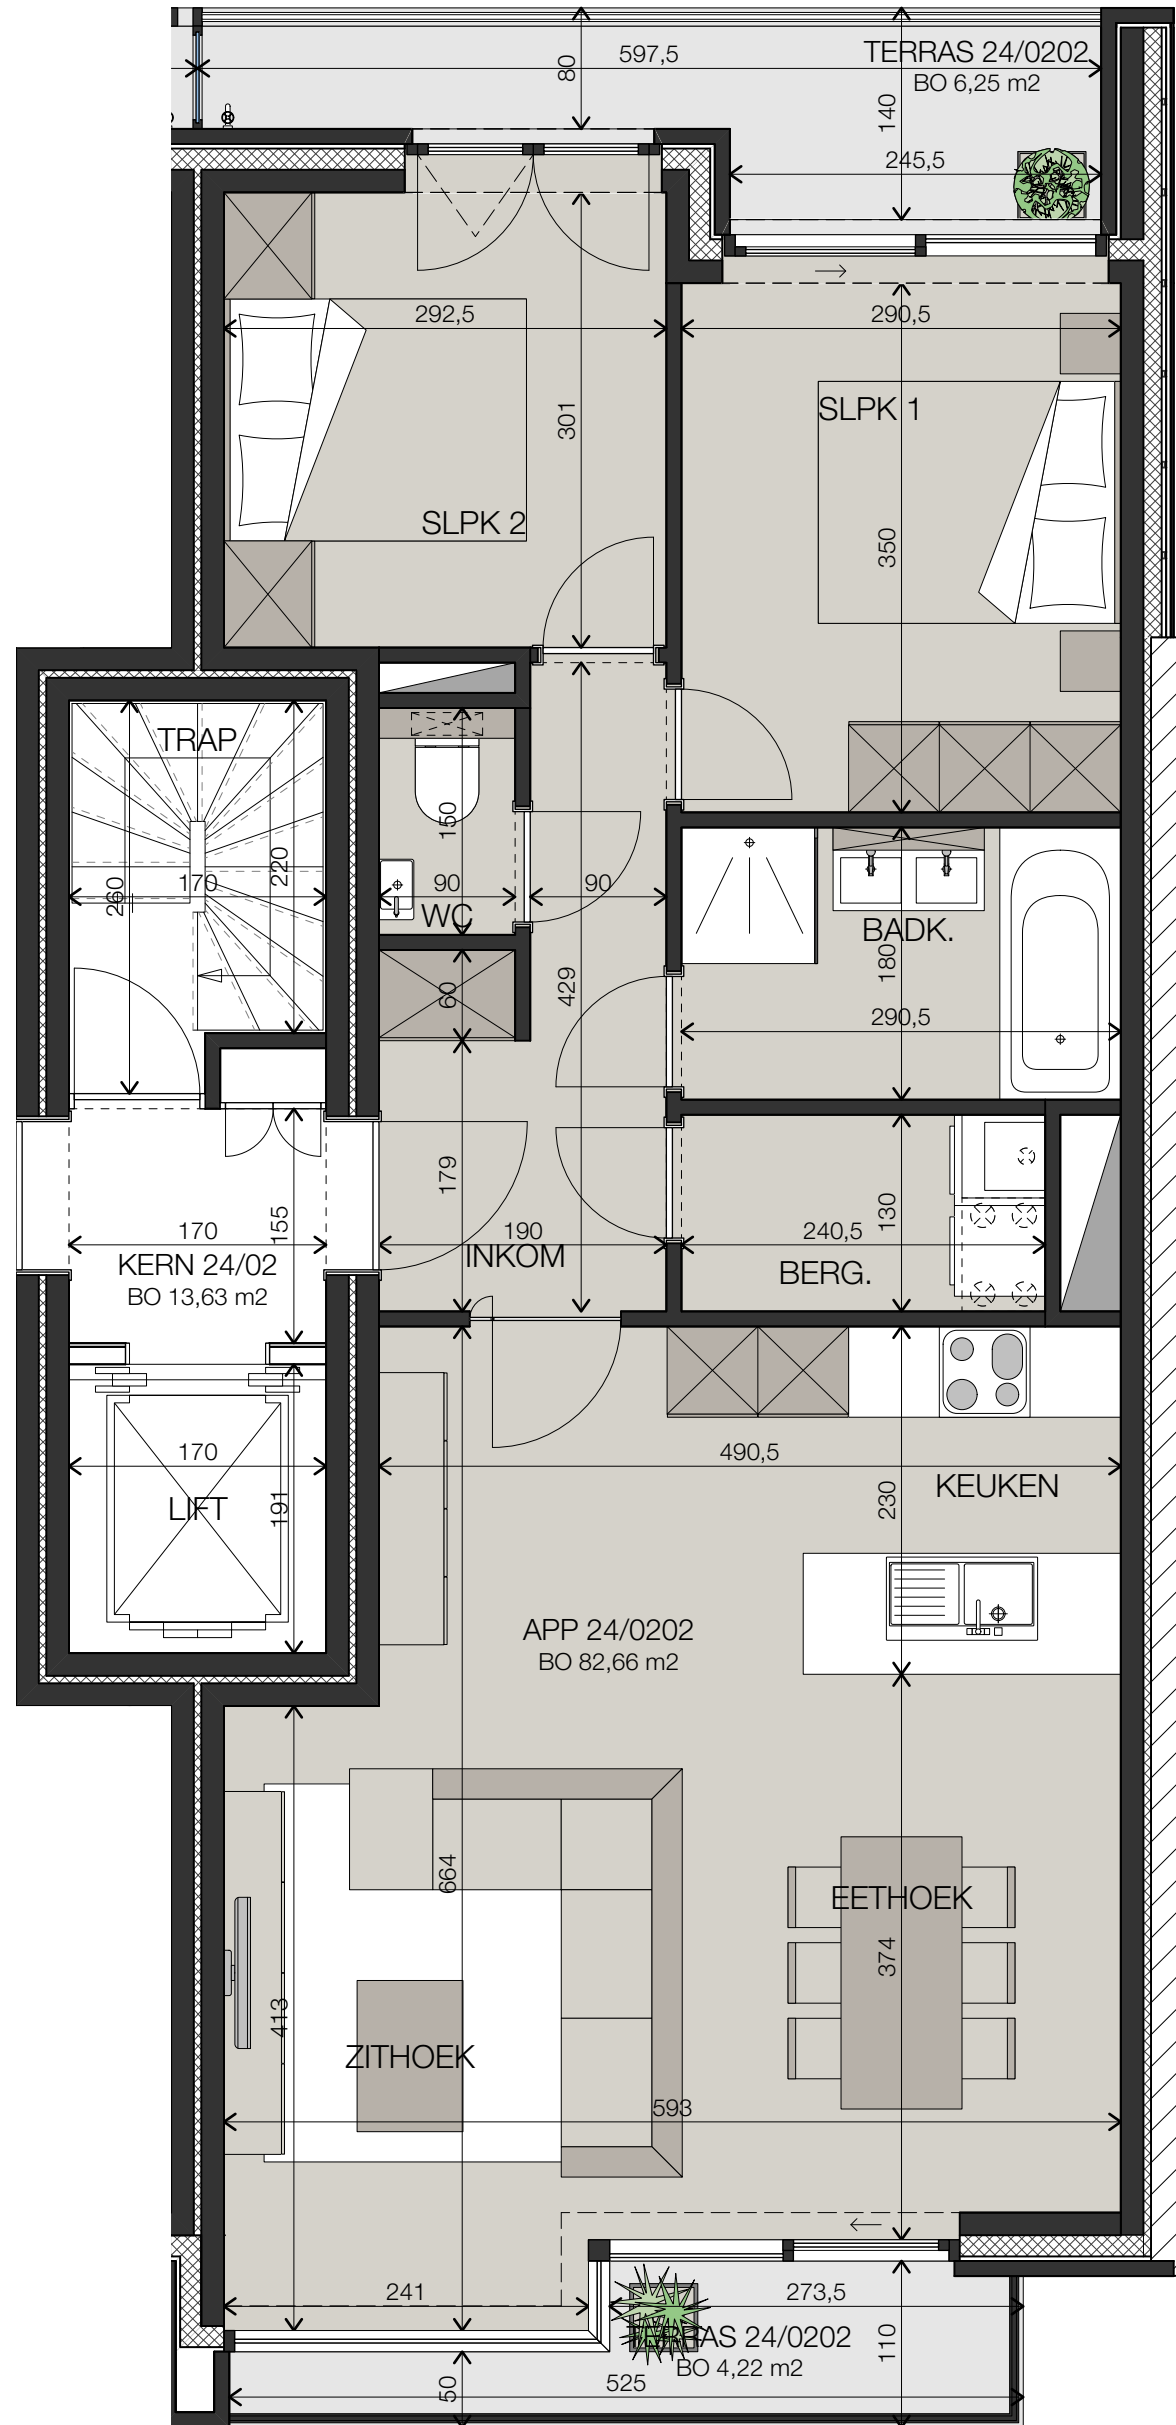 TERRAS 24/0202
BO 6,25 m2
597,5
80
140
245,5
292,5
290,5
301
SLPK 1
SLPK 2
350
TRAP
150
220
260
170
90
90
WC
BADK.
180
60
429
290,5
179
155
130
170
190
240,5
INKOM
KERN 24/02
BO 13,63 m2
BERG.
170
490,5
KEUKEN
230
LIFT
191
APP 24/0202
BO 82,66 m2
664
EETHOEK
374
413
ZITHOEK
593
241
273,5
TERRAS 24/0202
BO 4,22 m2
110
50
525